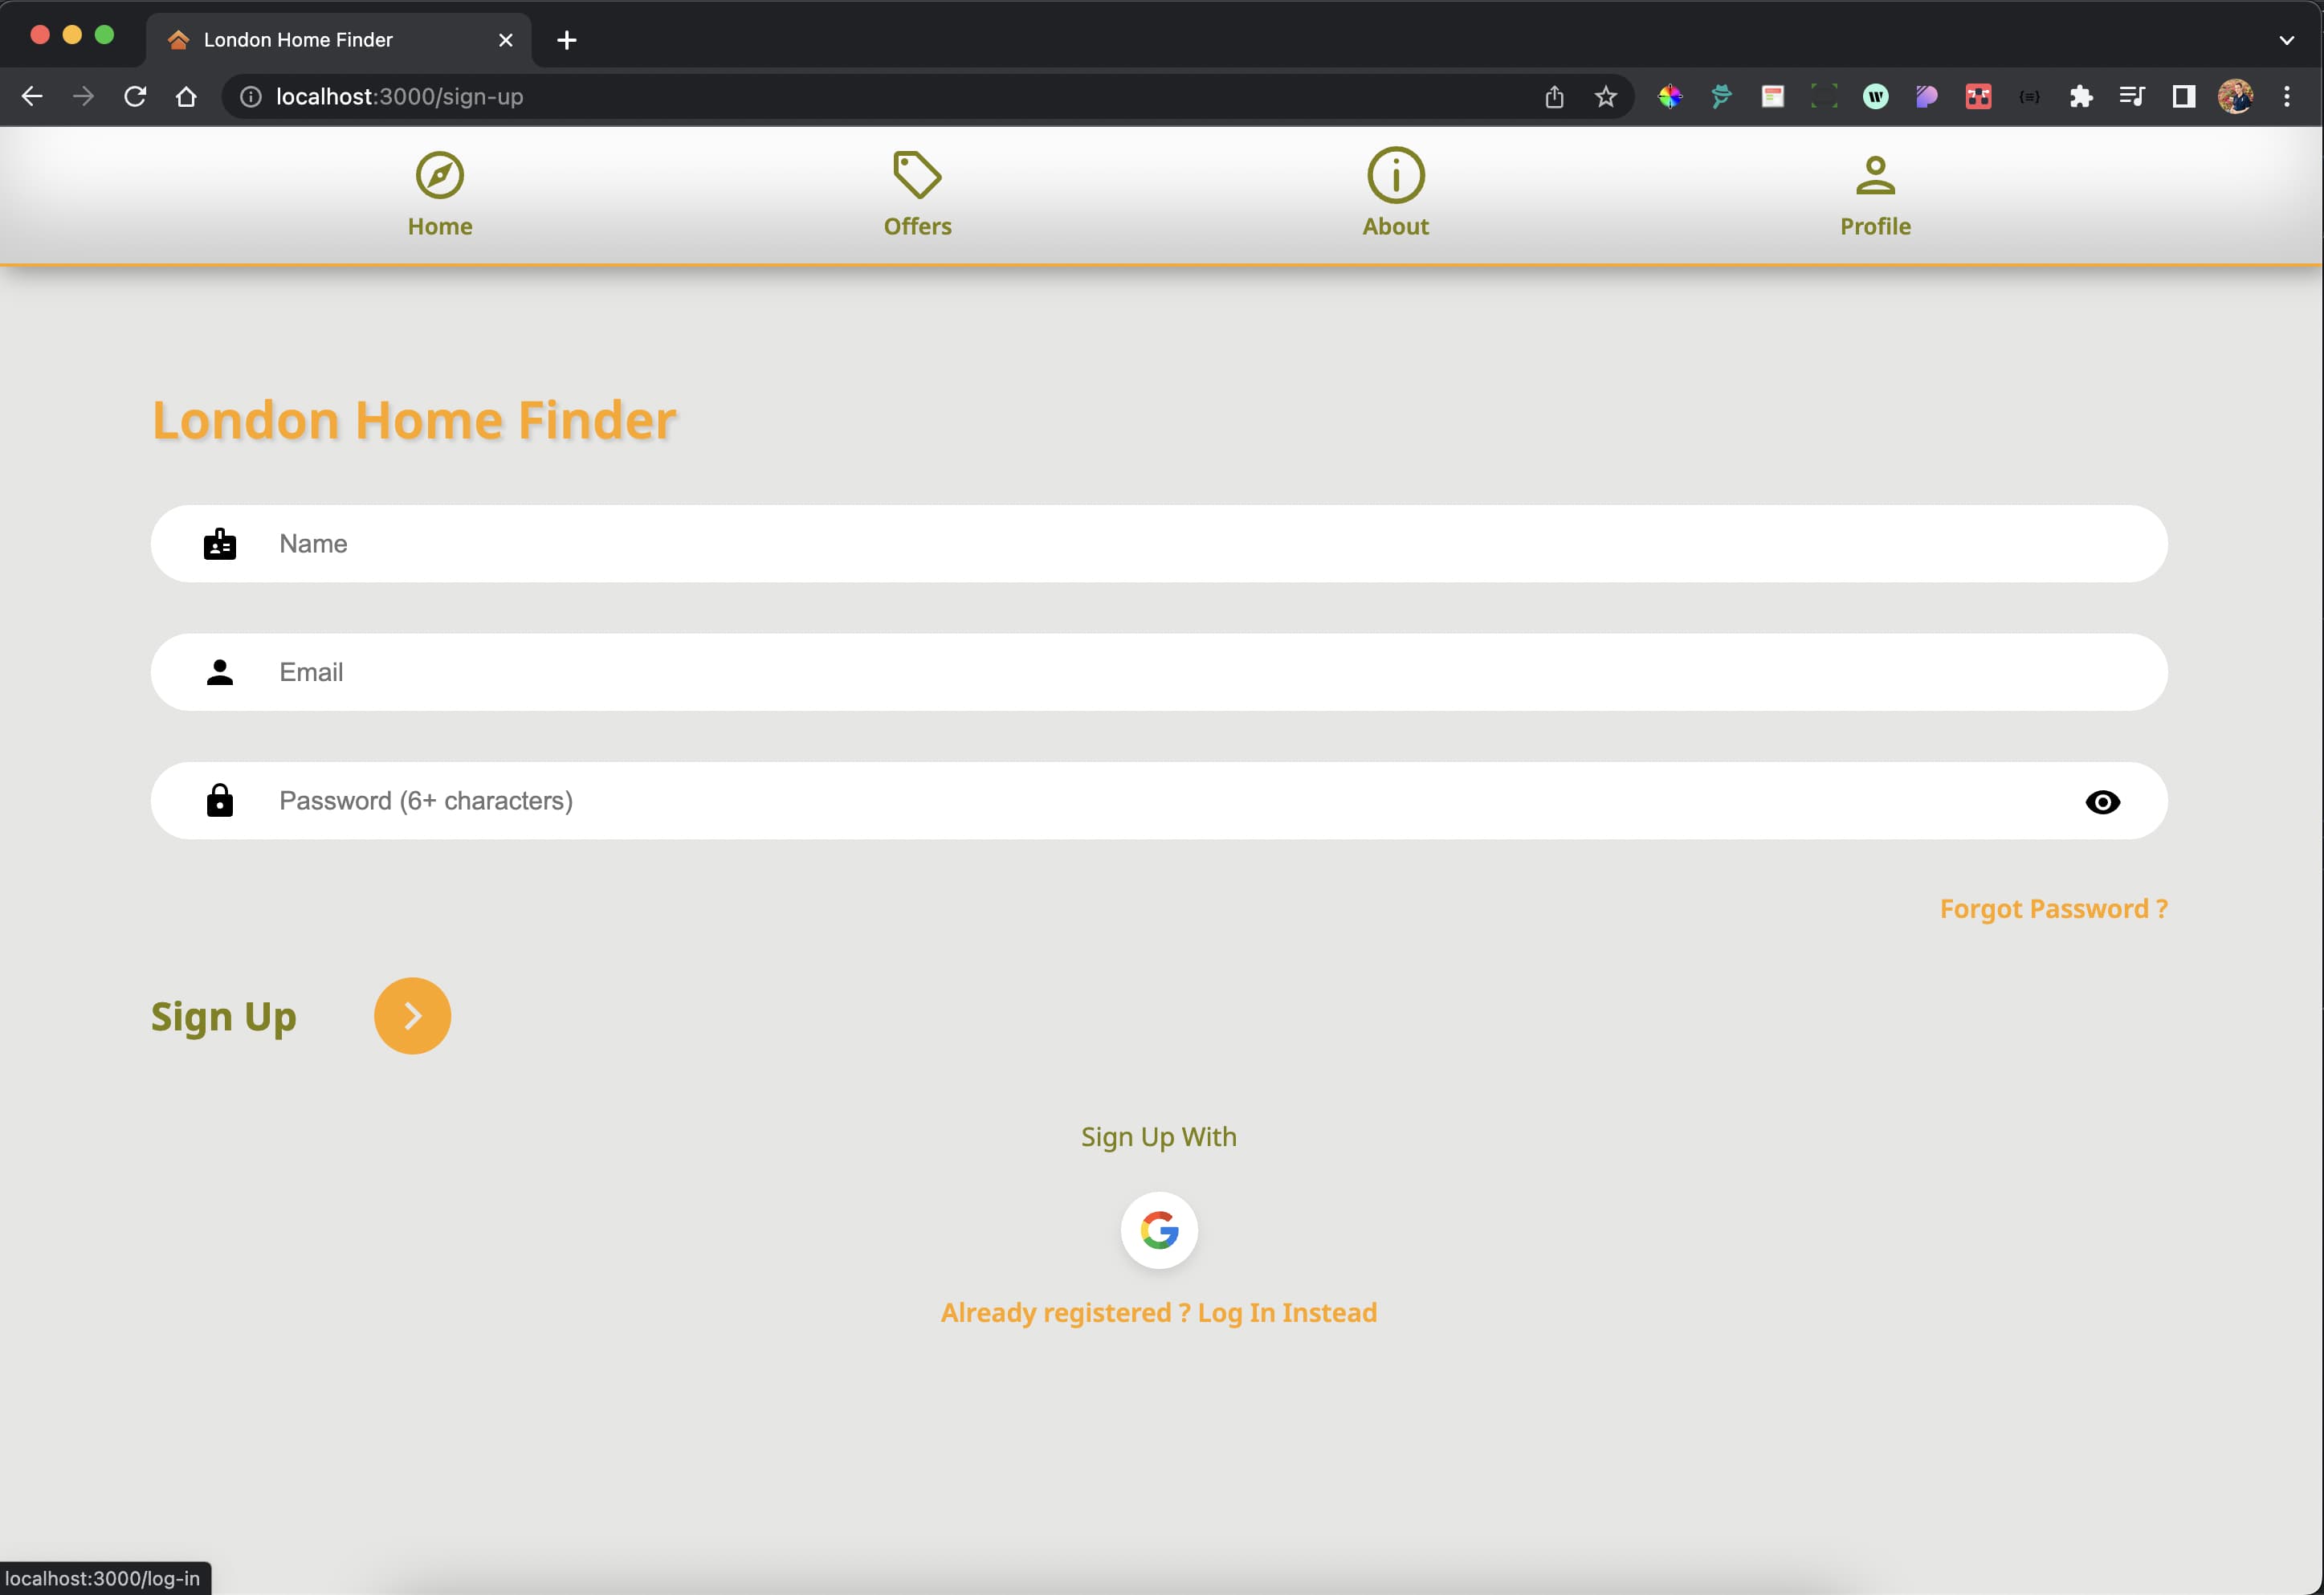 London Home Finder
localhost:3000/sign-up
Home
Offers
About
Profile
London Home Finder
Name
Email
Password (6+ characters)
Forgot Password ?
Sign Up
Sign Up With
Already registered ? Log In Instead
localhost:3000/log-in